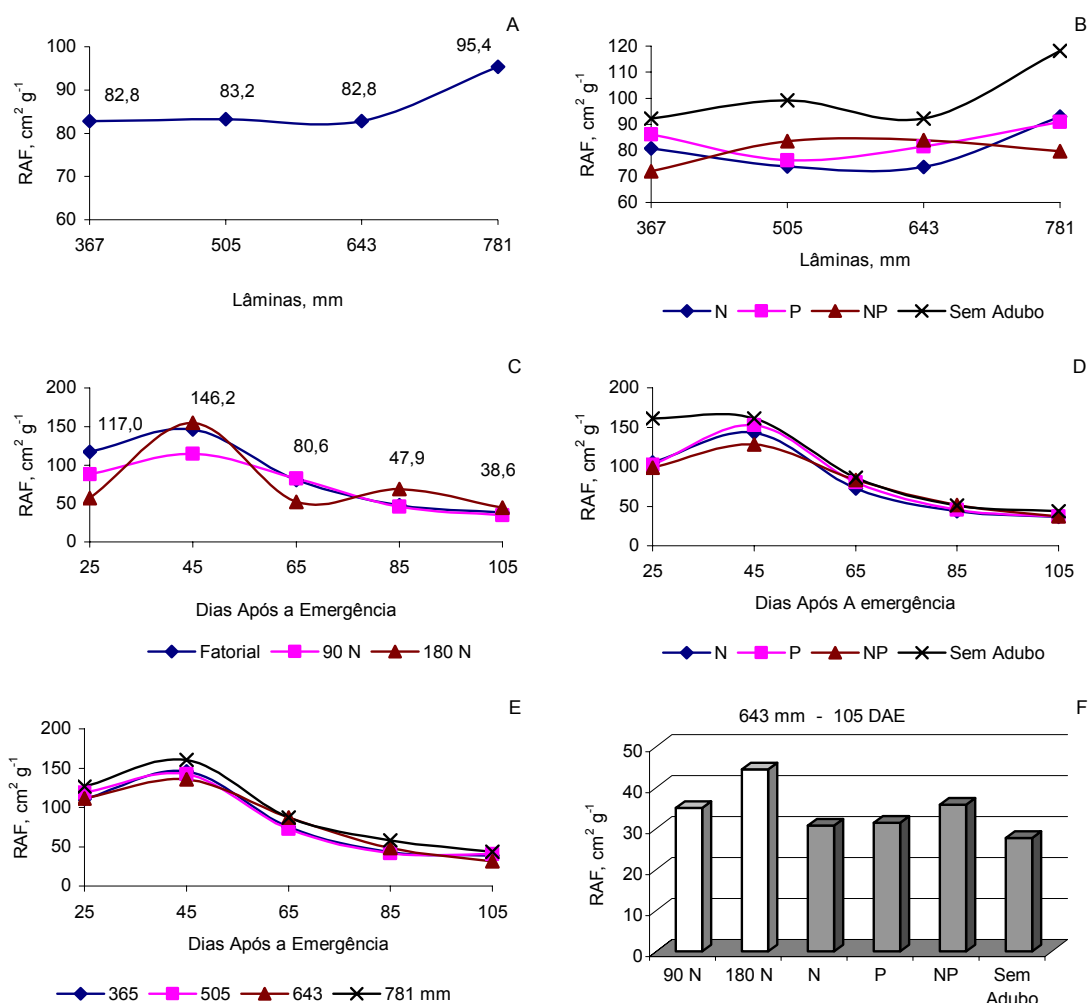 A
RAF, cm² g⁻¹
100
90
80
70
60
82,8
83,2
82,8
95,4
367
505
643
781
Lâminas, mm
B
RAF, cm² g⁻¹
120
110
100
90
80
70
60
367
505
643
781
Lâminas, mm
N
P
NP
Sem Adubo
C
RAF, cm² g⁻¹
200
150
100
50
0
117,0
146,2
80,6
47,9
38,6
25
45
65
85
105
Dias Após a Emergência
Fatorial
90 N
180 N
D
RAF, cm² g⁻¹
200
150
100
50
0
25
45
65
85
105
Dias Após A emergência
N
P
NP
Sem Adubo
E
RAF, cm² g⁻¹
200
150
100
50
0
25
45
65
85
105
Dias Após a Emergência
365
505
643
781 mm
F
643 mm - 105 DAE
RAF, cm² g⁻¹
50
40
30
20
10
0
90 N
180 N
N
P
NP
Sem
Adubo